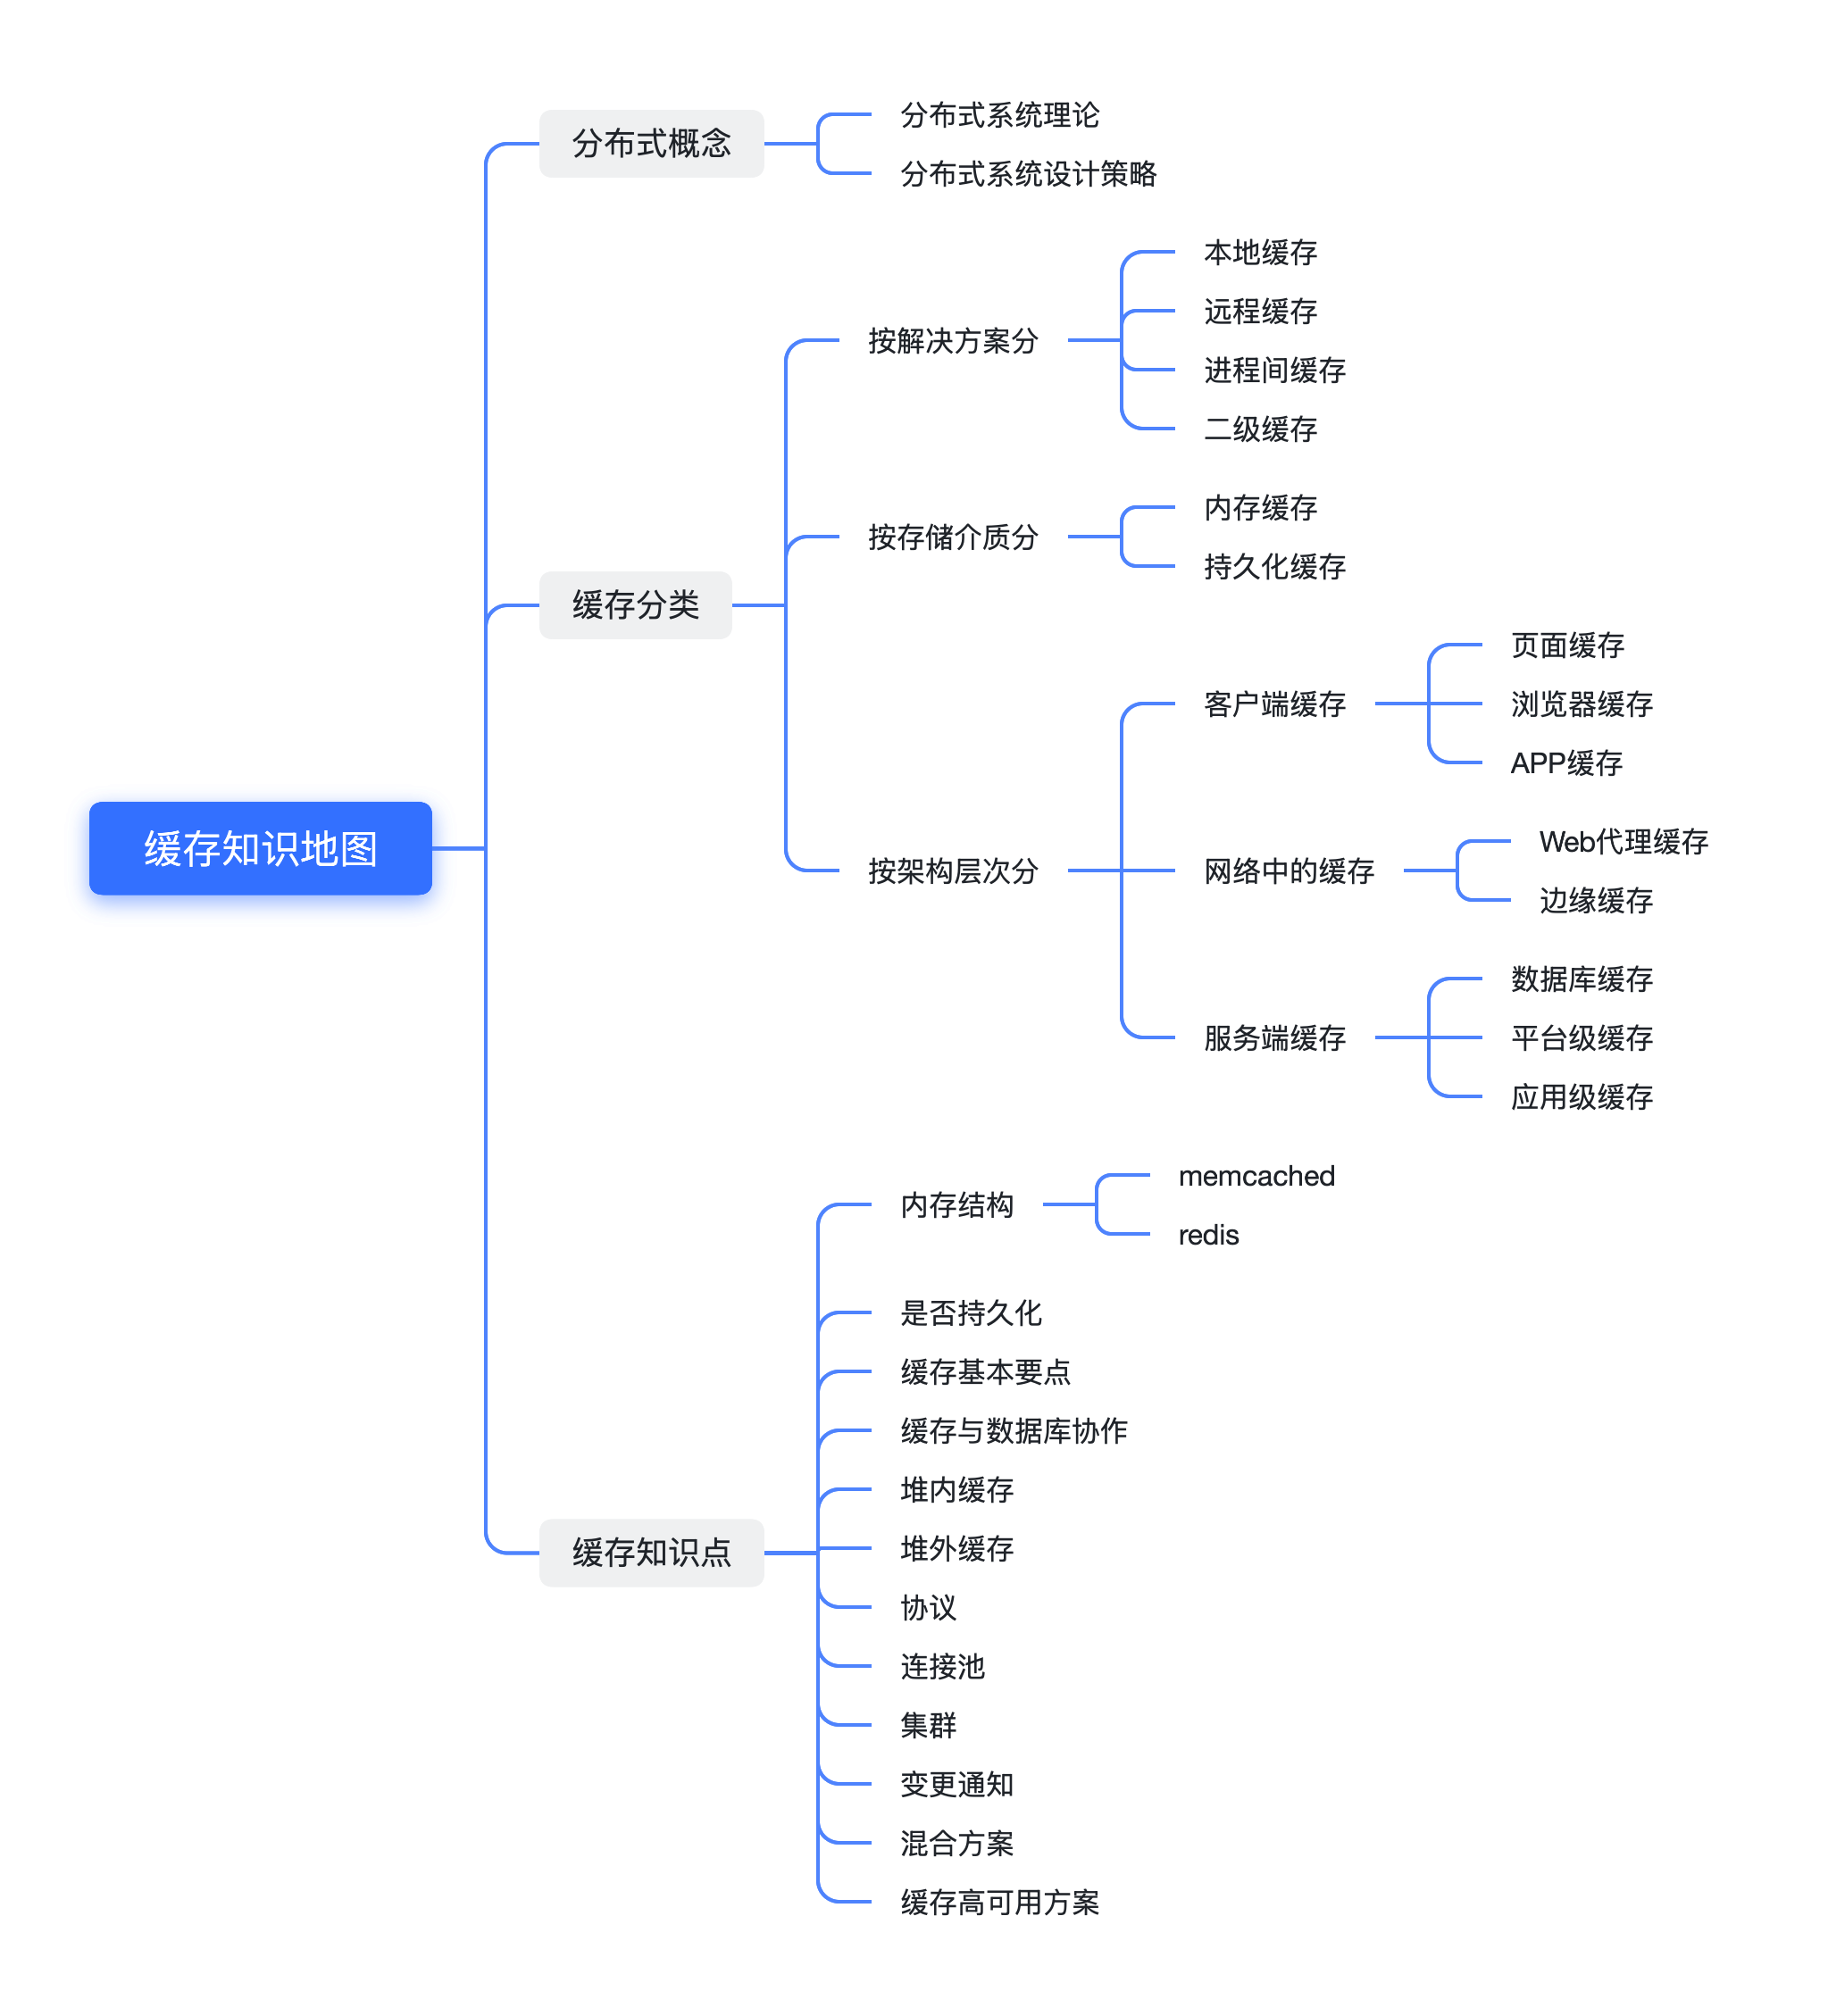 缓存知识地图
分布式概念
分布式系统理论
分布式系统设计策略
缓存分类
按解决方案分
本地缓存
远程缓存
进程间缓存
二级缓存
按存储介质分
内存缓存
持久化缓存
按架构层次分
客户端缓存
页面缓存
浏览器缓存
APP缓存
网络中的缓存
Web代理缓存
边缘缓存
服务端缓存
数据库缓存
平台级缓存
应用级缓存
缓存知识点
内存结构
memcached
redis
是否持久化
缓存基本要点
缓存与数据库协作
堆内缓存
堆外缓存
协议
连接池
集群
变更通知
混合方案
缓存高可用方案